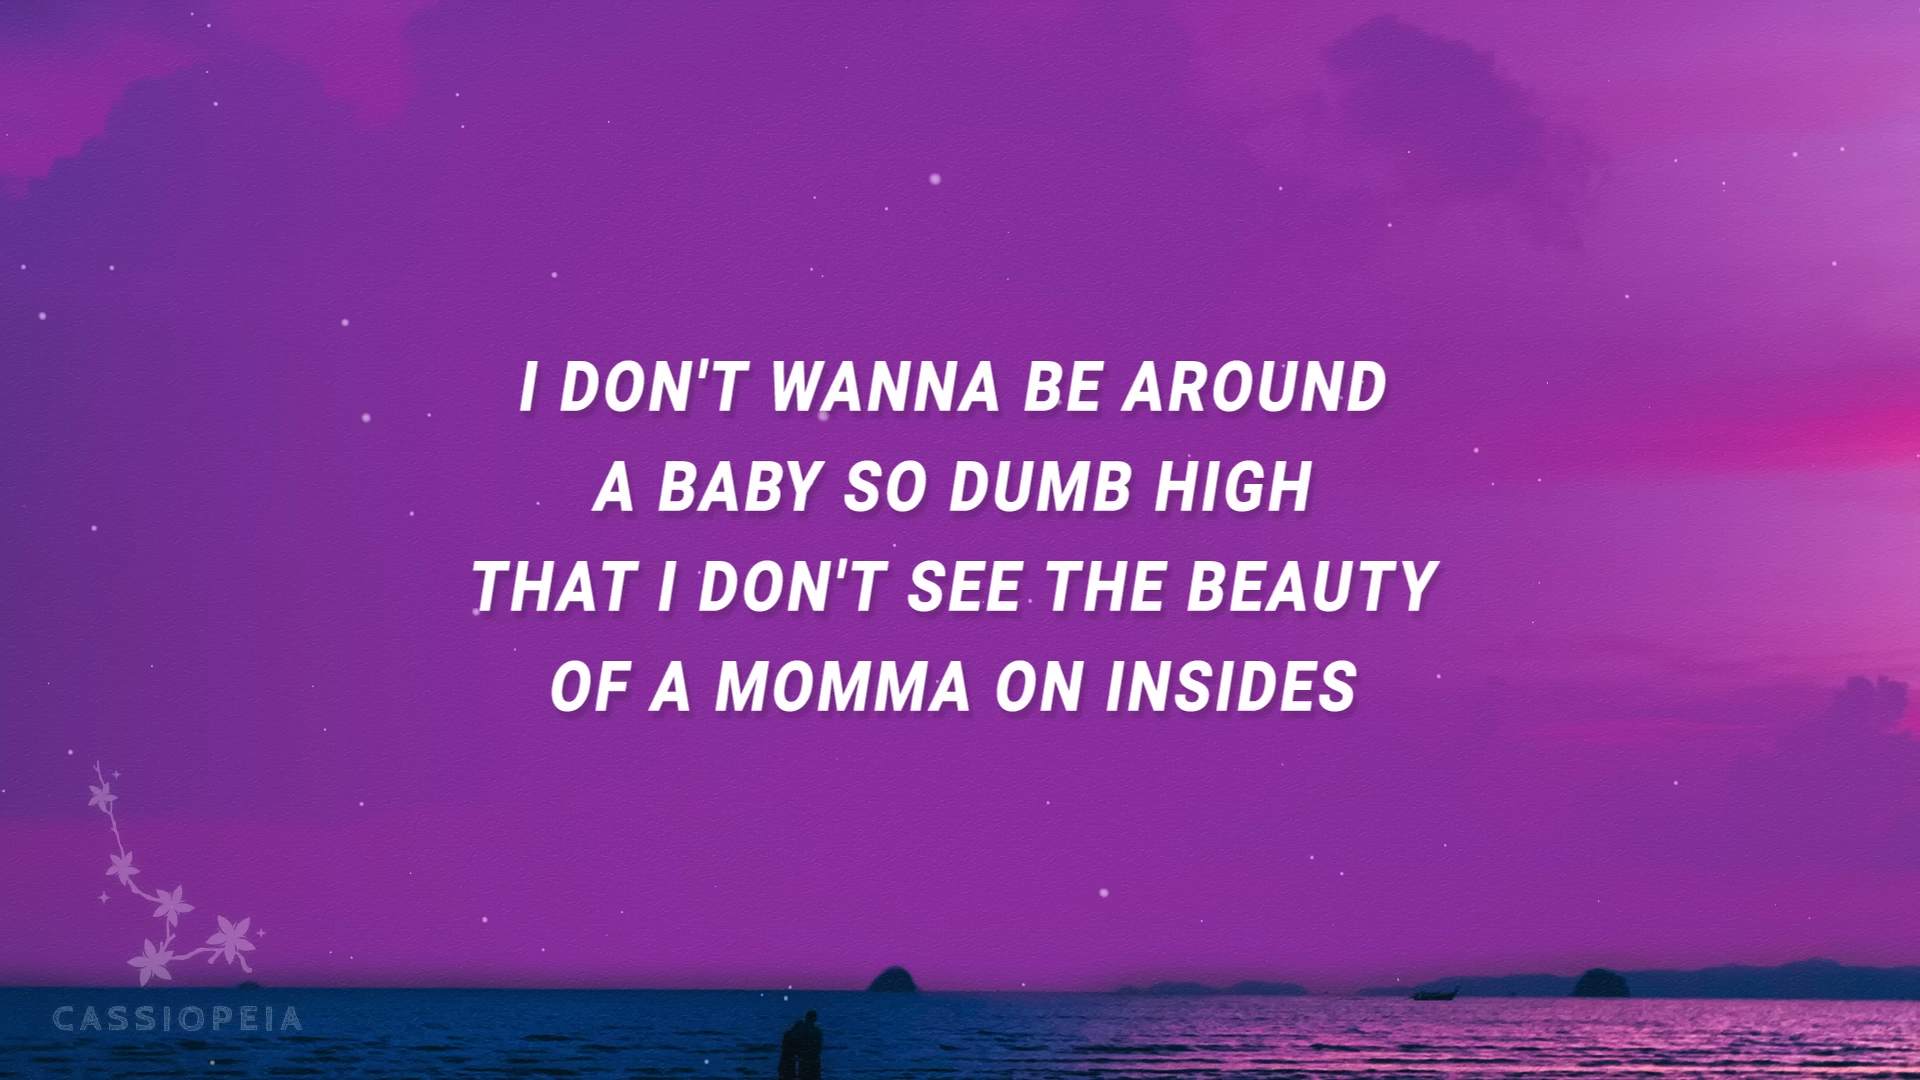 I DON'T WANNA BE AROUND
A BABY SO DUMB HIGH
THAT I DON'T SEE THE BEAUTY
OF A MOMMA ON INSIDES
CASSIOPEIA